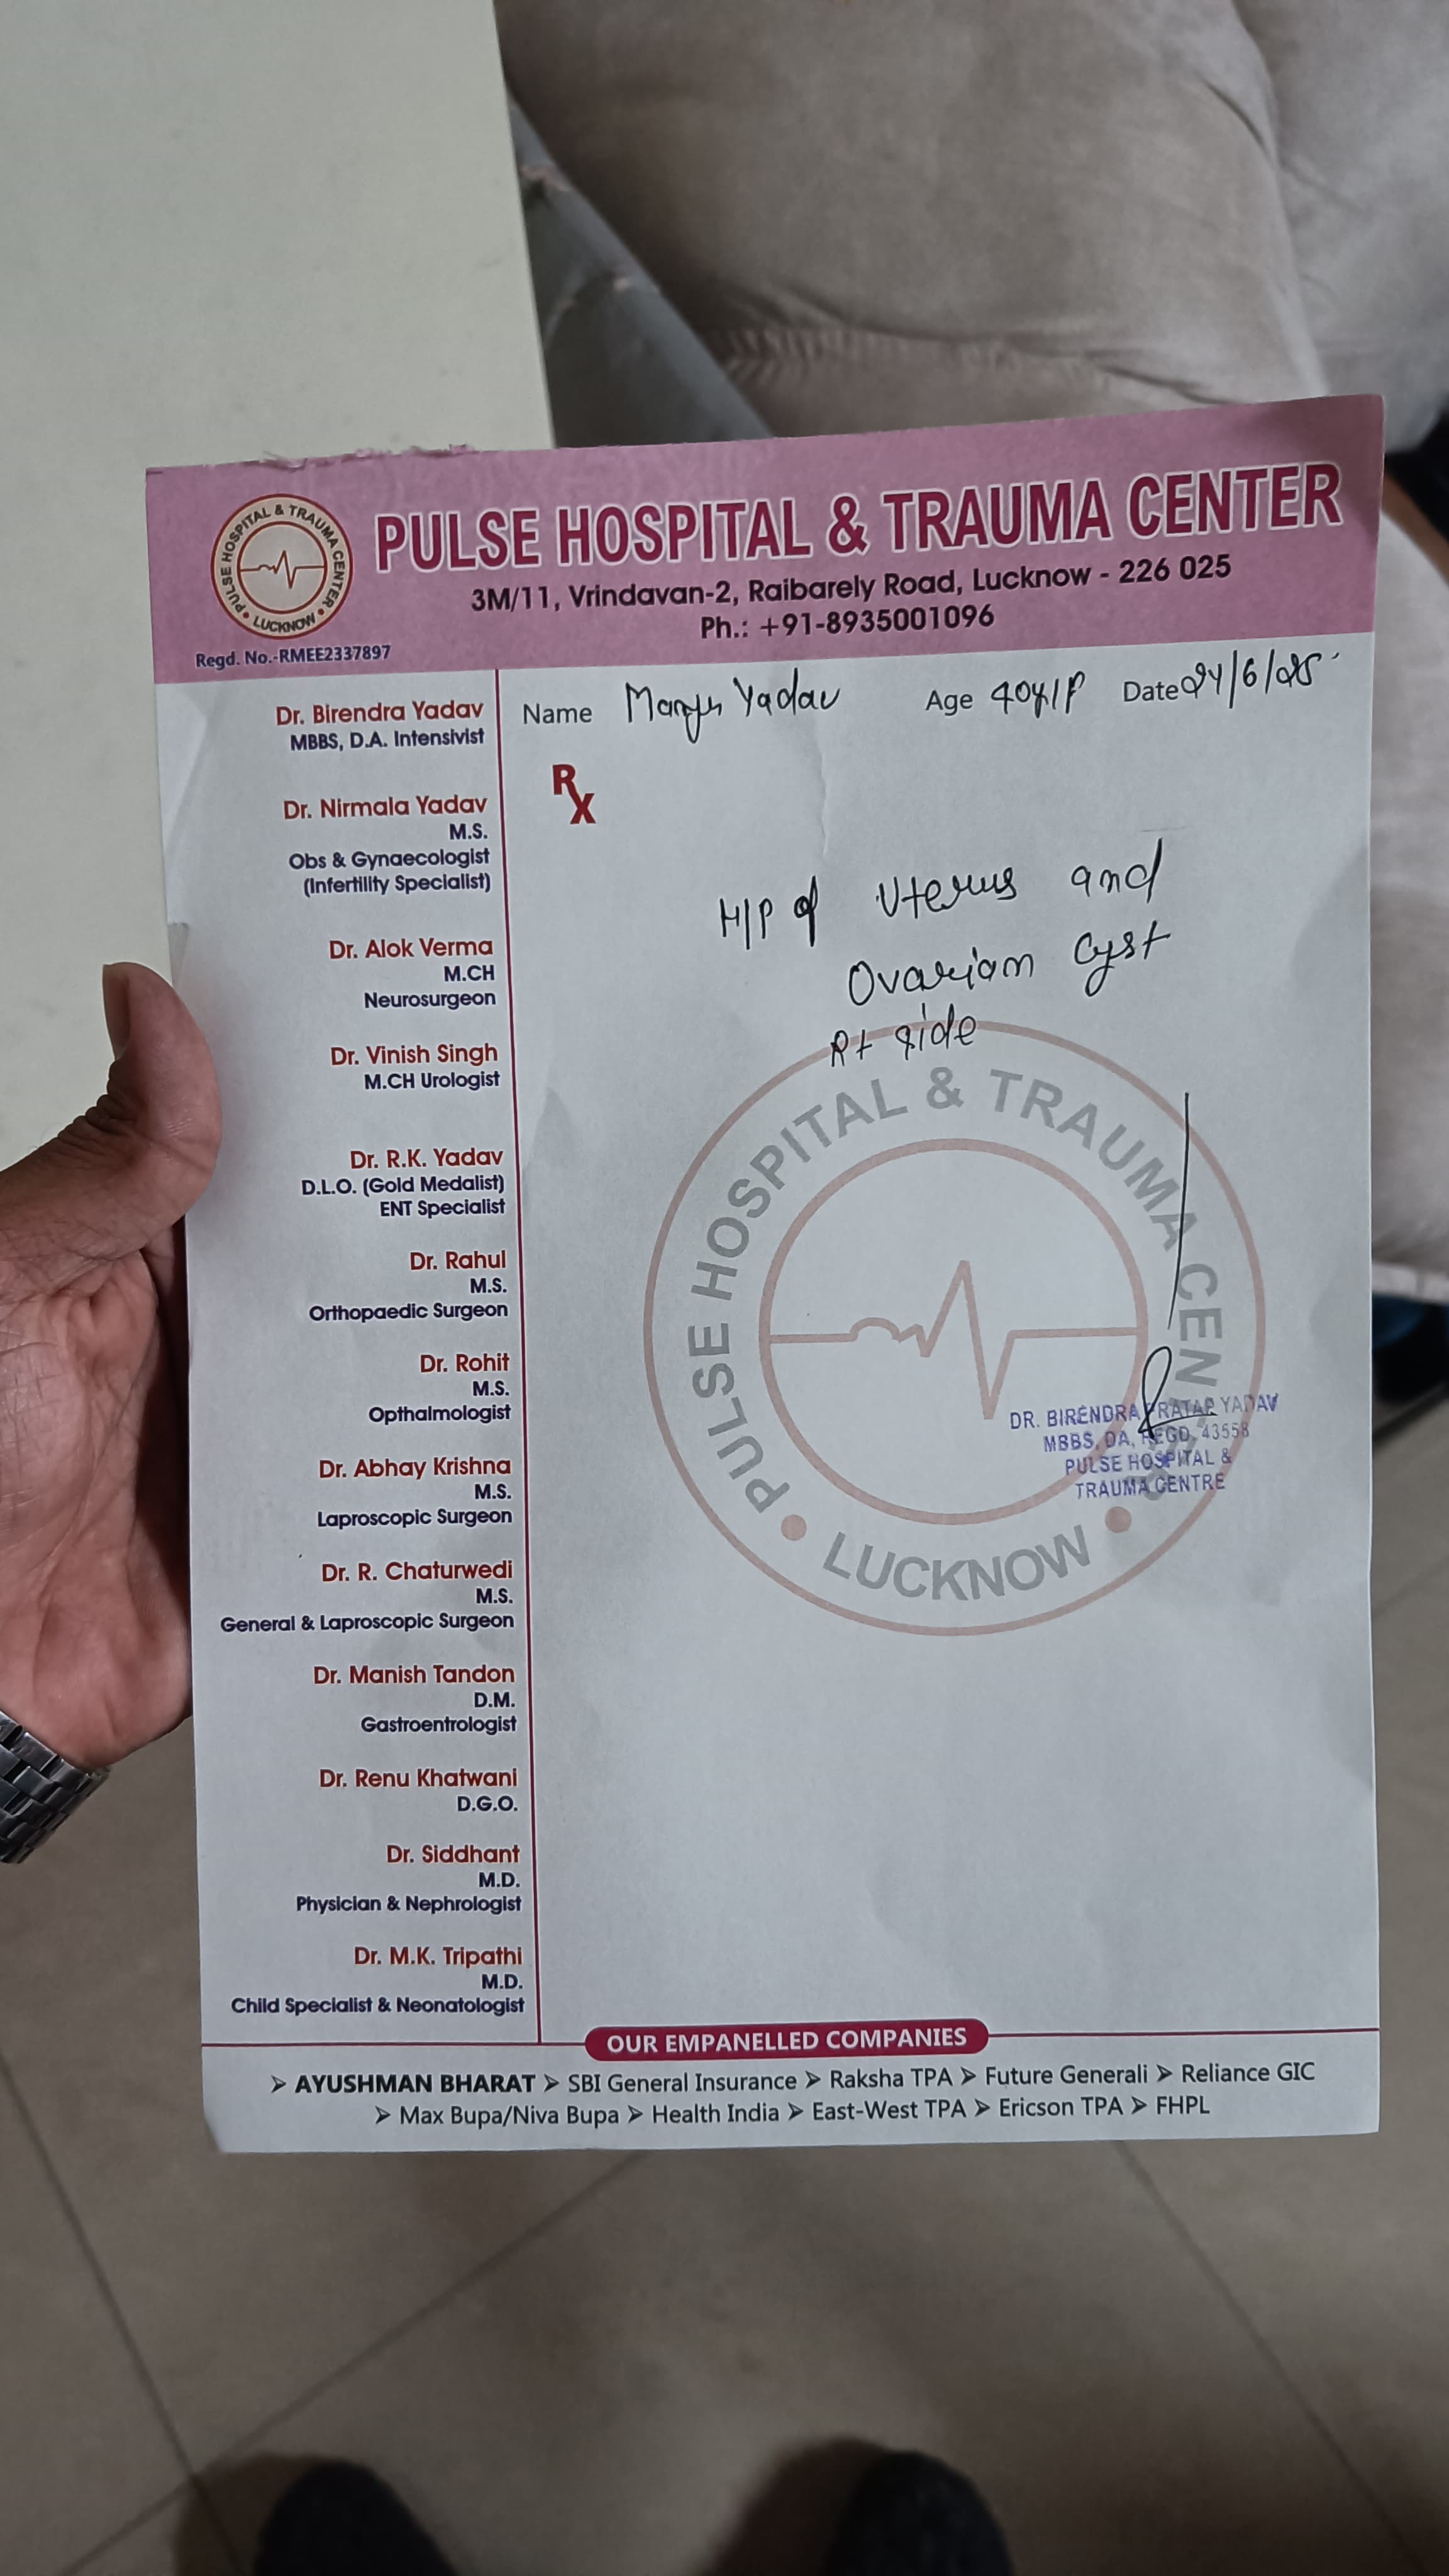 PULSE HOSPITAL & TRAUMA CENTER
3M/11, Vrindavan-2, Raibarely Road, Lucknow - 226 025
Ph.: +91-8935001096
PULSE HOSPITAL & TRAUMA CENTER
LUCKNOW
Regd. No.-RMEE2337897
Name Manju Yadav Age 40y/F Date 24/6/25
Dr. Birendra Yadav
MBBS, D.A. Intensivist
Dr. Nirmala Yadav
M.S.
Obs & Gynaecologist
(Infertility Specialist)
Dr. Alok Verma
M.CH
Neurosurgeon
Dr. Vinish Singh
M.CH Urologist
Dr. R.K. Yadav
D.L.O. (Gold Medalist)
ENT Specialist
Dr. Rahul
M.S.
Orthopaedic Surgeon
Dr. Rohit
M.S.
Opthalmologist
Dr. Abhay Krishna
M.S.
Laproscopic Surgeon
Dr. R. Chaturwedi
M.S.
General & Laproscopic Surgeon
Dr. Manish Tandon
D.M.
Gastroentrologist
Dr. Renu Khatwani
D.G.O.
Dr. Siddhant
M.D.
Physician & Nephrologist
Dr. M.K. Tripathi
M.D.
Child Specialist & Neonatologist
Rx
H/P of Uterus and
Ovarian Cyst
Rt side
PULSE HOSPITAL & TRAUMA CENTER
LUCKNOW
DR. BIRENDRA PRATAP YADAV
MBBS, DA, REGD. 43558
PULSE HOSPITAL &
TRAUMA CENTRE
OUR EMPANELLED COMPANIES
➢ AYUSHMAN BHARAT ➢ SBI General Insurance ➢ Raksha TPA ➢ Future Generali ➢ Reliance GIC
➢ Max Bupa/Niva Bupa ➢ Health India ➢ East-West TPA ➢ Ericson TPA ➢ FHPL